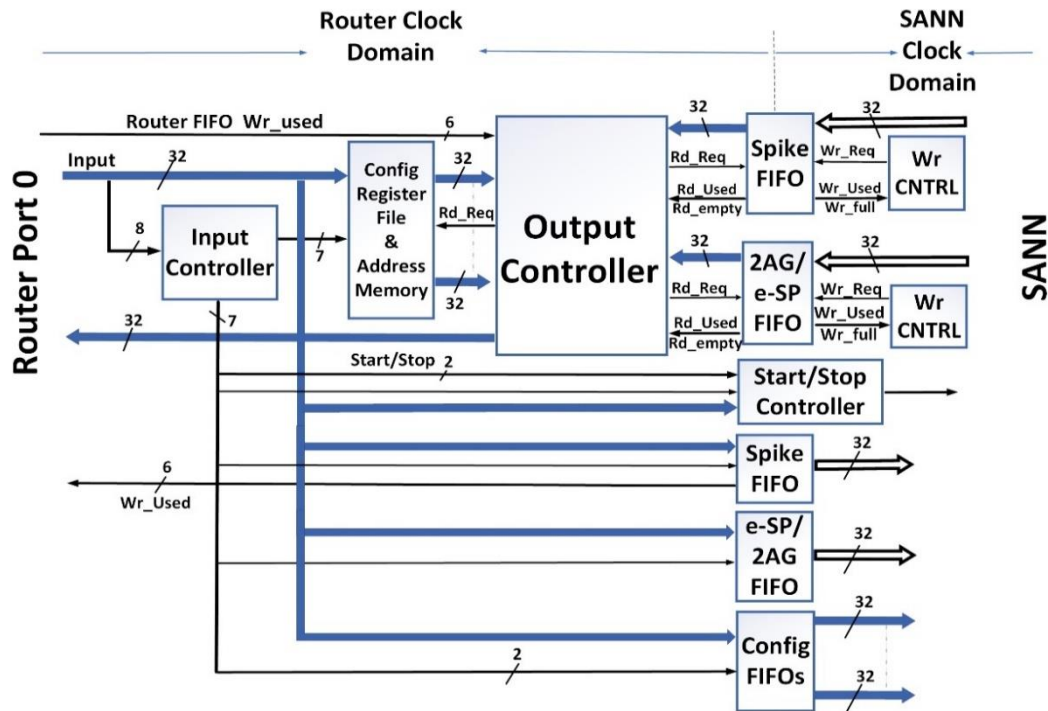 Router Clock
Domain
SANN
Clock
Domain
Router Port 0
SANN
Router FIFO Wr_used
6
Input
32
8
Input
Controller
7
7
Config
Register
File
&
Address
Memory
32
Rd_Req
32
Output
Controller
32
Rd_Req
Rd_Used
Rd_empty
Spike
FIFO
32
Wr_Req
Wr_Used
Wr_full
Wr
CNTRL
32
Rd_Req
Rd_Used
Rd_empty
2AG/
e-SP
FIFO
32
Wr_Req
Wr_Used
Wr_full
Wr
CNTRL
32
Start/Stop
2
Start/Stop
Controller
6
Wr_Used
Spike
FIFO
32
e-SP/
2AG
FIFO
32
2
Config
FIFOs
32
32